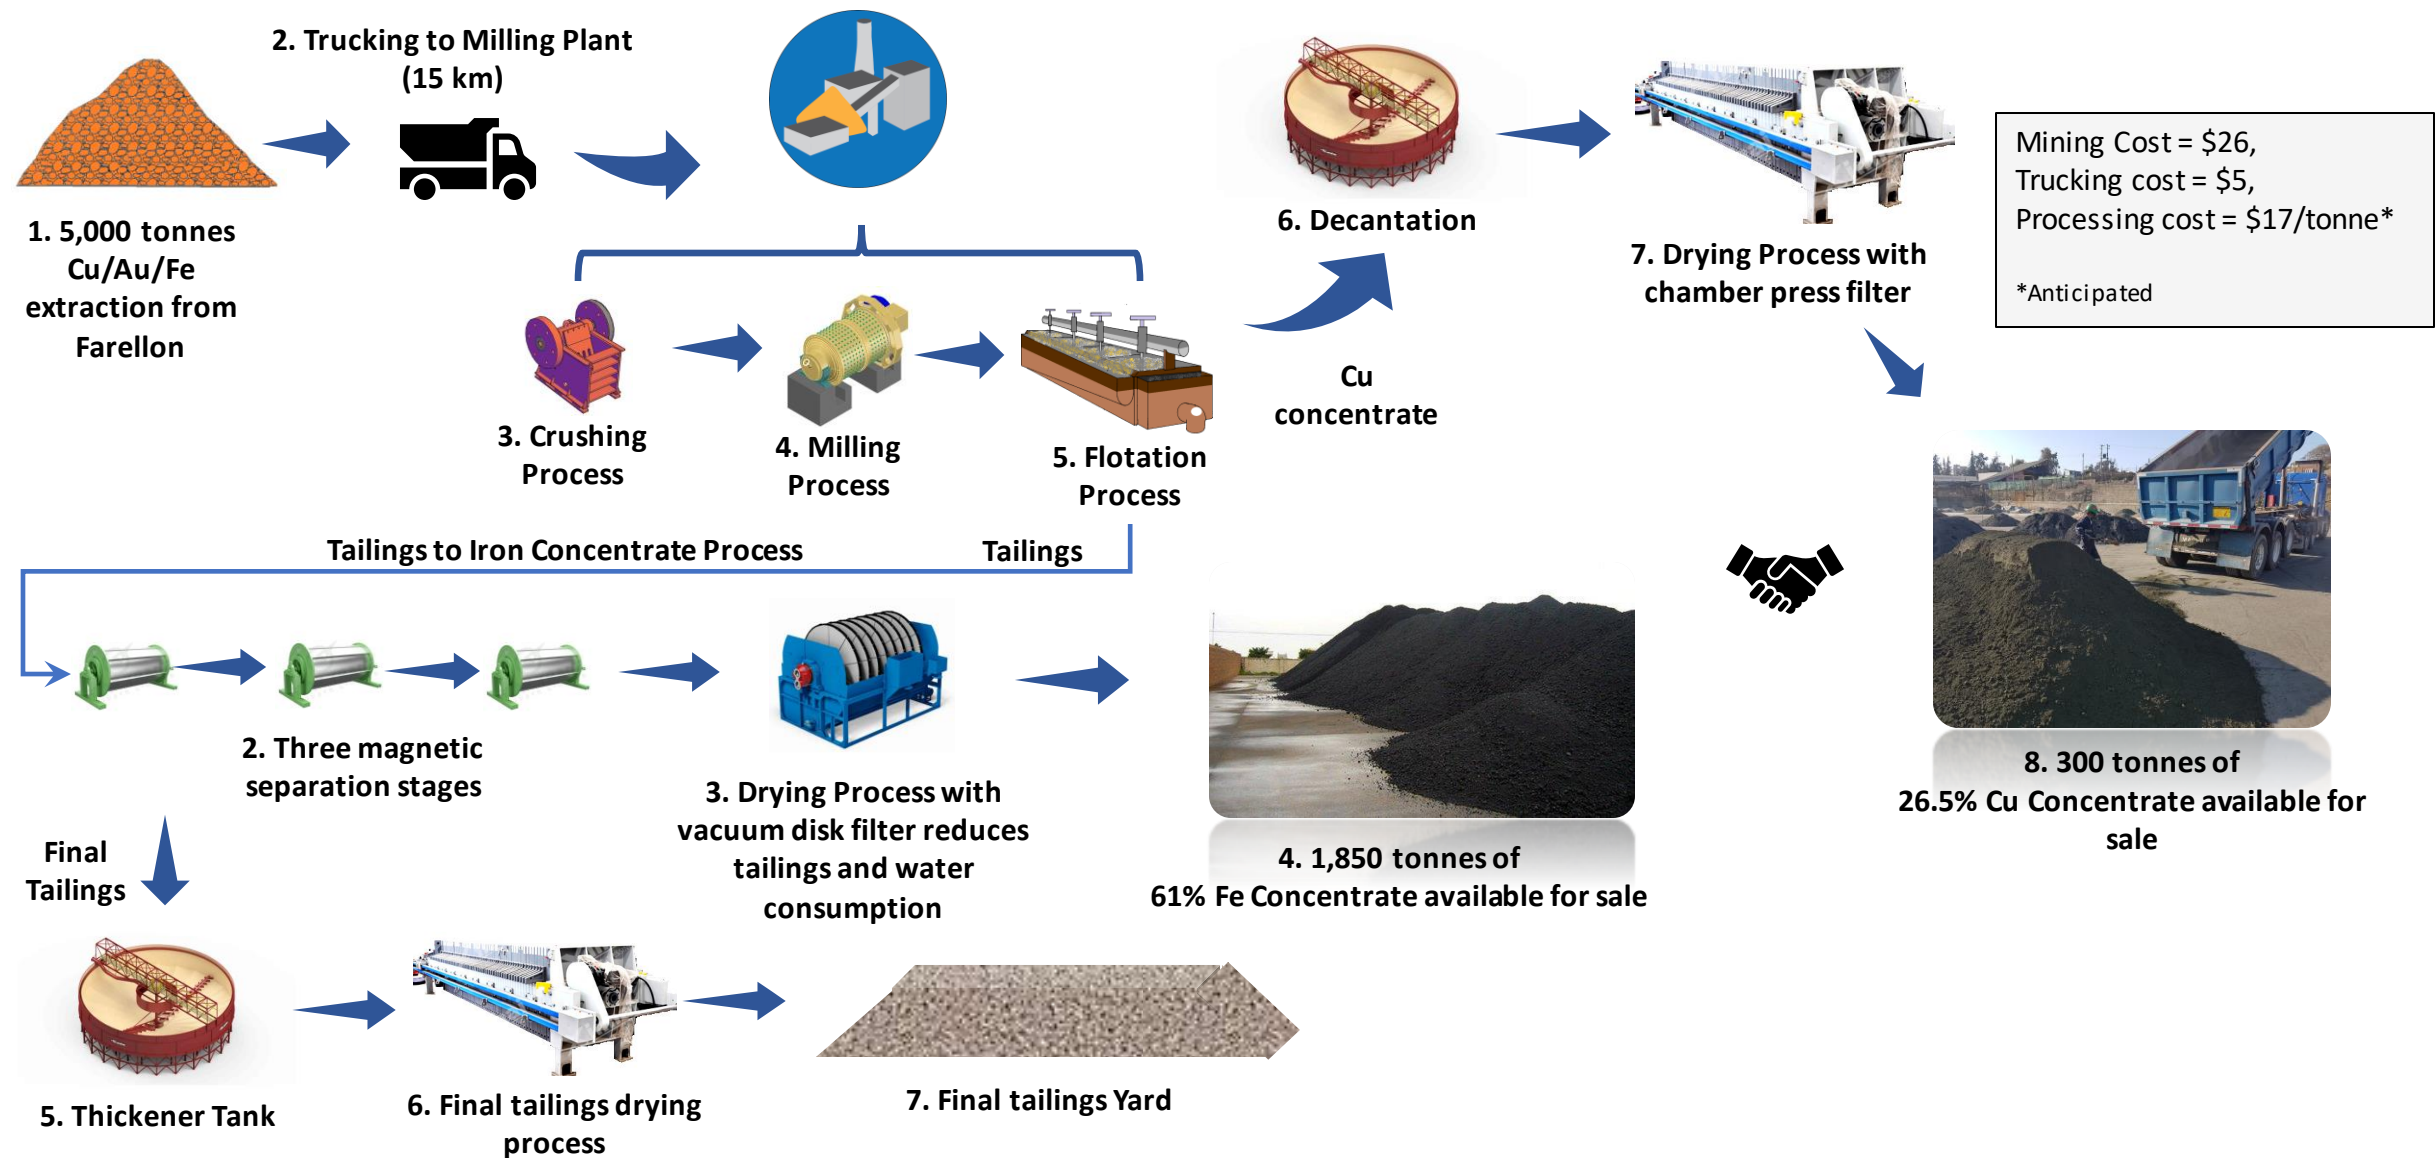 2. Trucking to Milling Plant
(15 km)
1. 5,000 tonnes
Cu/Au/Fe
extraction from
Farellon
6. Decantation
7. Drying Process with
chamber press filter
Mining Cost = $26,
Trucking cost = $5,
Processing cost = $17/tonne*
*Anticipated
3. Crushing
Process
4. Milling
Process
5. Flotation
Process
Cu
concentrate
Tailings to Iron Concentrate Process
Tailings
2. Three magnetic
separation stages
3. Drying Process with
vacuum disk filter reduces
tailings and water
consumption
4. 1,850 tonnes of
61% Fe Concentrate available for sale
8. 300 tonnes of
26.5% Cu Concentrate available for
sale
Final
Tailings
5. Thickener Tank
6. Final tailings drying
process
7. Final tailings Yard